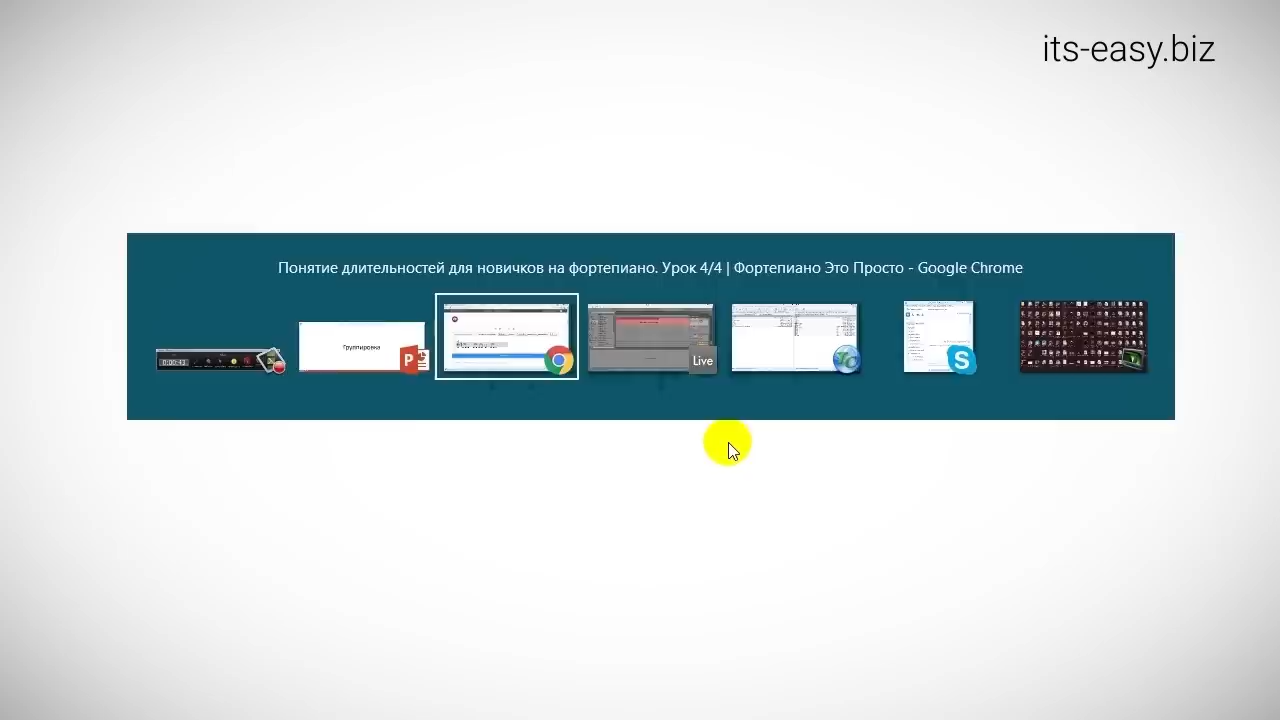 its-easy.biz
Понятие длительностей для новичков на фортепиано. Урок 4/4 | Фортепиано Это Просто - Google Chrome
Группировка
Live